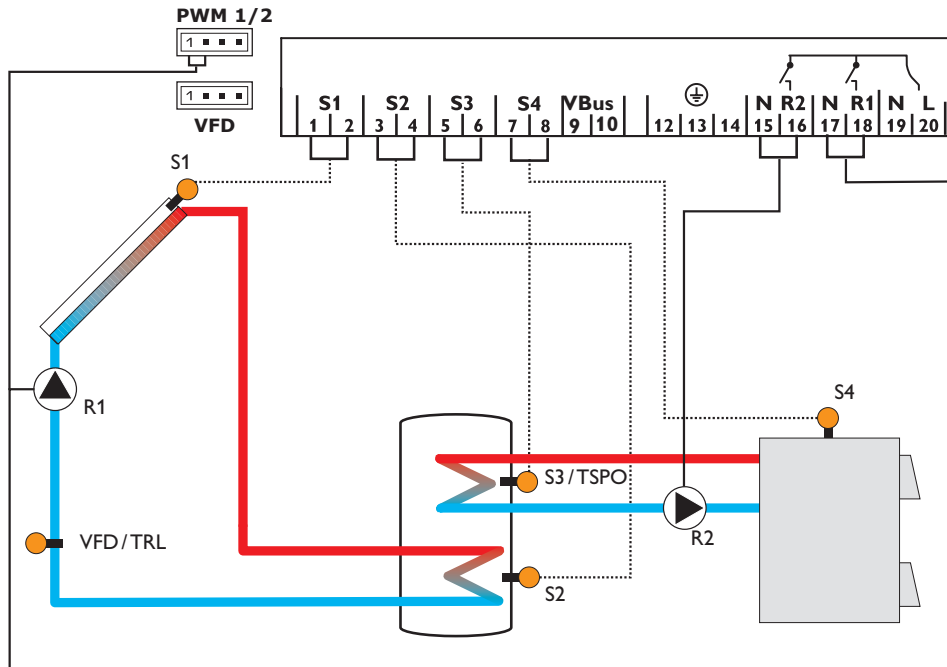 PWM 1/2
1
1
VFD
S1 S2 S3 S4 VBus N R2 N R1 N L
1 2 3 4 5 6 7 8 9 10 12 13 14 15 16 17 18 19 20
S1
S4
R1
S3 / TSPO
VFD / TRL
R2
S2